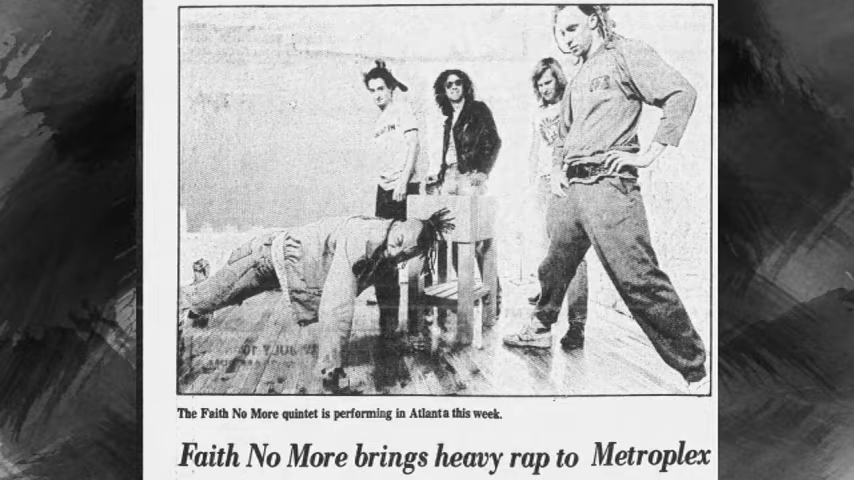 The Faith No More quintet is performing in Atlanta this week.
Faith No More brings heavy rap to Metroplex